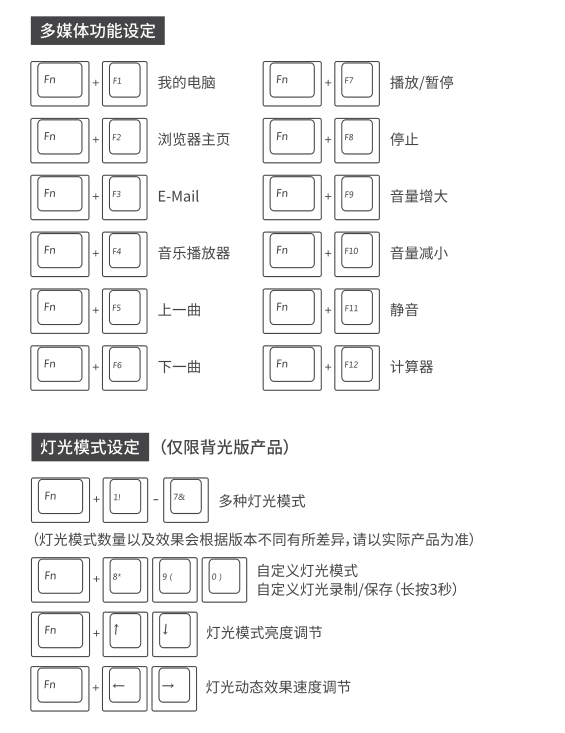 多媒体功能设定
Fn + F1 我的电脑 Fn + F7 播放/暂停
Fn + F2 浏览器主页 Fn + F8 停止
Fn + F3 E-Mail Fn + F9 音量增大
Fn + F4 音乐播放器 Fn + F10 音量减小
Fn + F5 上一曲 Fn + F11 静音
Fn + F6 下一曲 Fn + F12 计算器
灯光模式设定（仅限背光版产品）
Fn + 1! - 7& 多种灯光模式
（灯光模式数量以及效果会根据版本不同有所差异，请以实际产品为准）
Fn + 8* 9 ( 0 ) 自定义灯光模式
自定义灯光录制/保存（长按3秒）
Fn + ↑ ↓ 灯光模式亮度调节
Fn + ← → 灯光动态效果速度调节